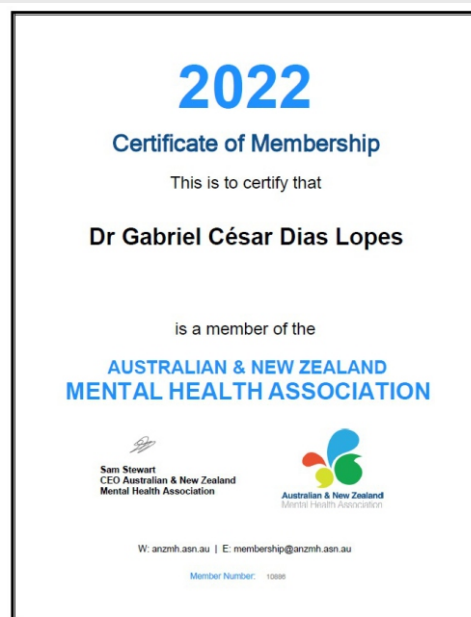 2022
Certificate of Membership
This is to certify that
Dr Gabriel César Dias Lopes
is a member of the
AUSTRALIAN & NEW ZEALAND
MENTAL HEALTH ASSOCIATION
Sam Stewart
CEO Australian & New Zealand
Mental Health Association
Australian & New Zealand
Mental Health Association
W: anzmh.asn.au | E: membership@anzmh.asn.au
Member Number: